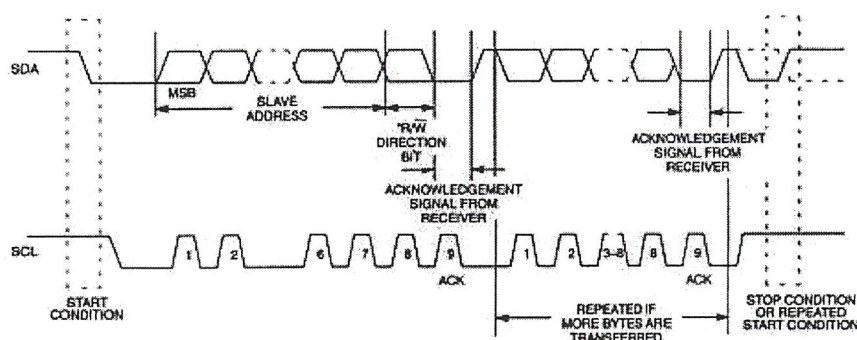 SDA
MSB
SLAVE
ADDRESS
*R/W
DIRECTION
BIT
ACKNOWLEDGEMENT
SIGNAL FROM
RECEIVER
ACKNOWLEDGEMENT
SIGNAL FROM
RECEIVER
SCL
1
2
6
7
8
9
1
2
3–8
8
9
ACK
ACK
START
CONDITION
REPEATED IF
MORE BYTES ARE
TRANSFERRED
STOP CONDITION
OR REPEATED
START CONDITION